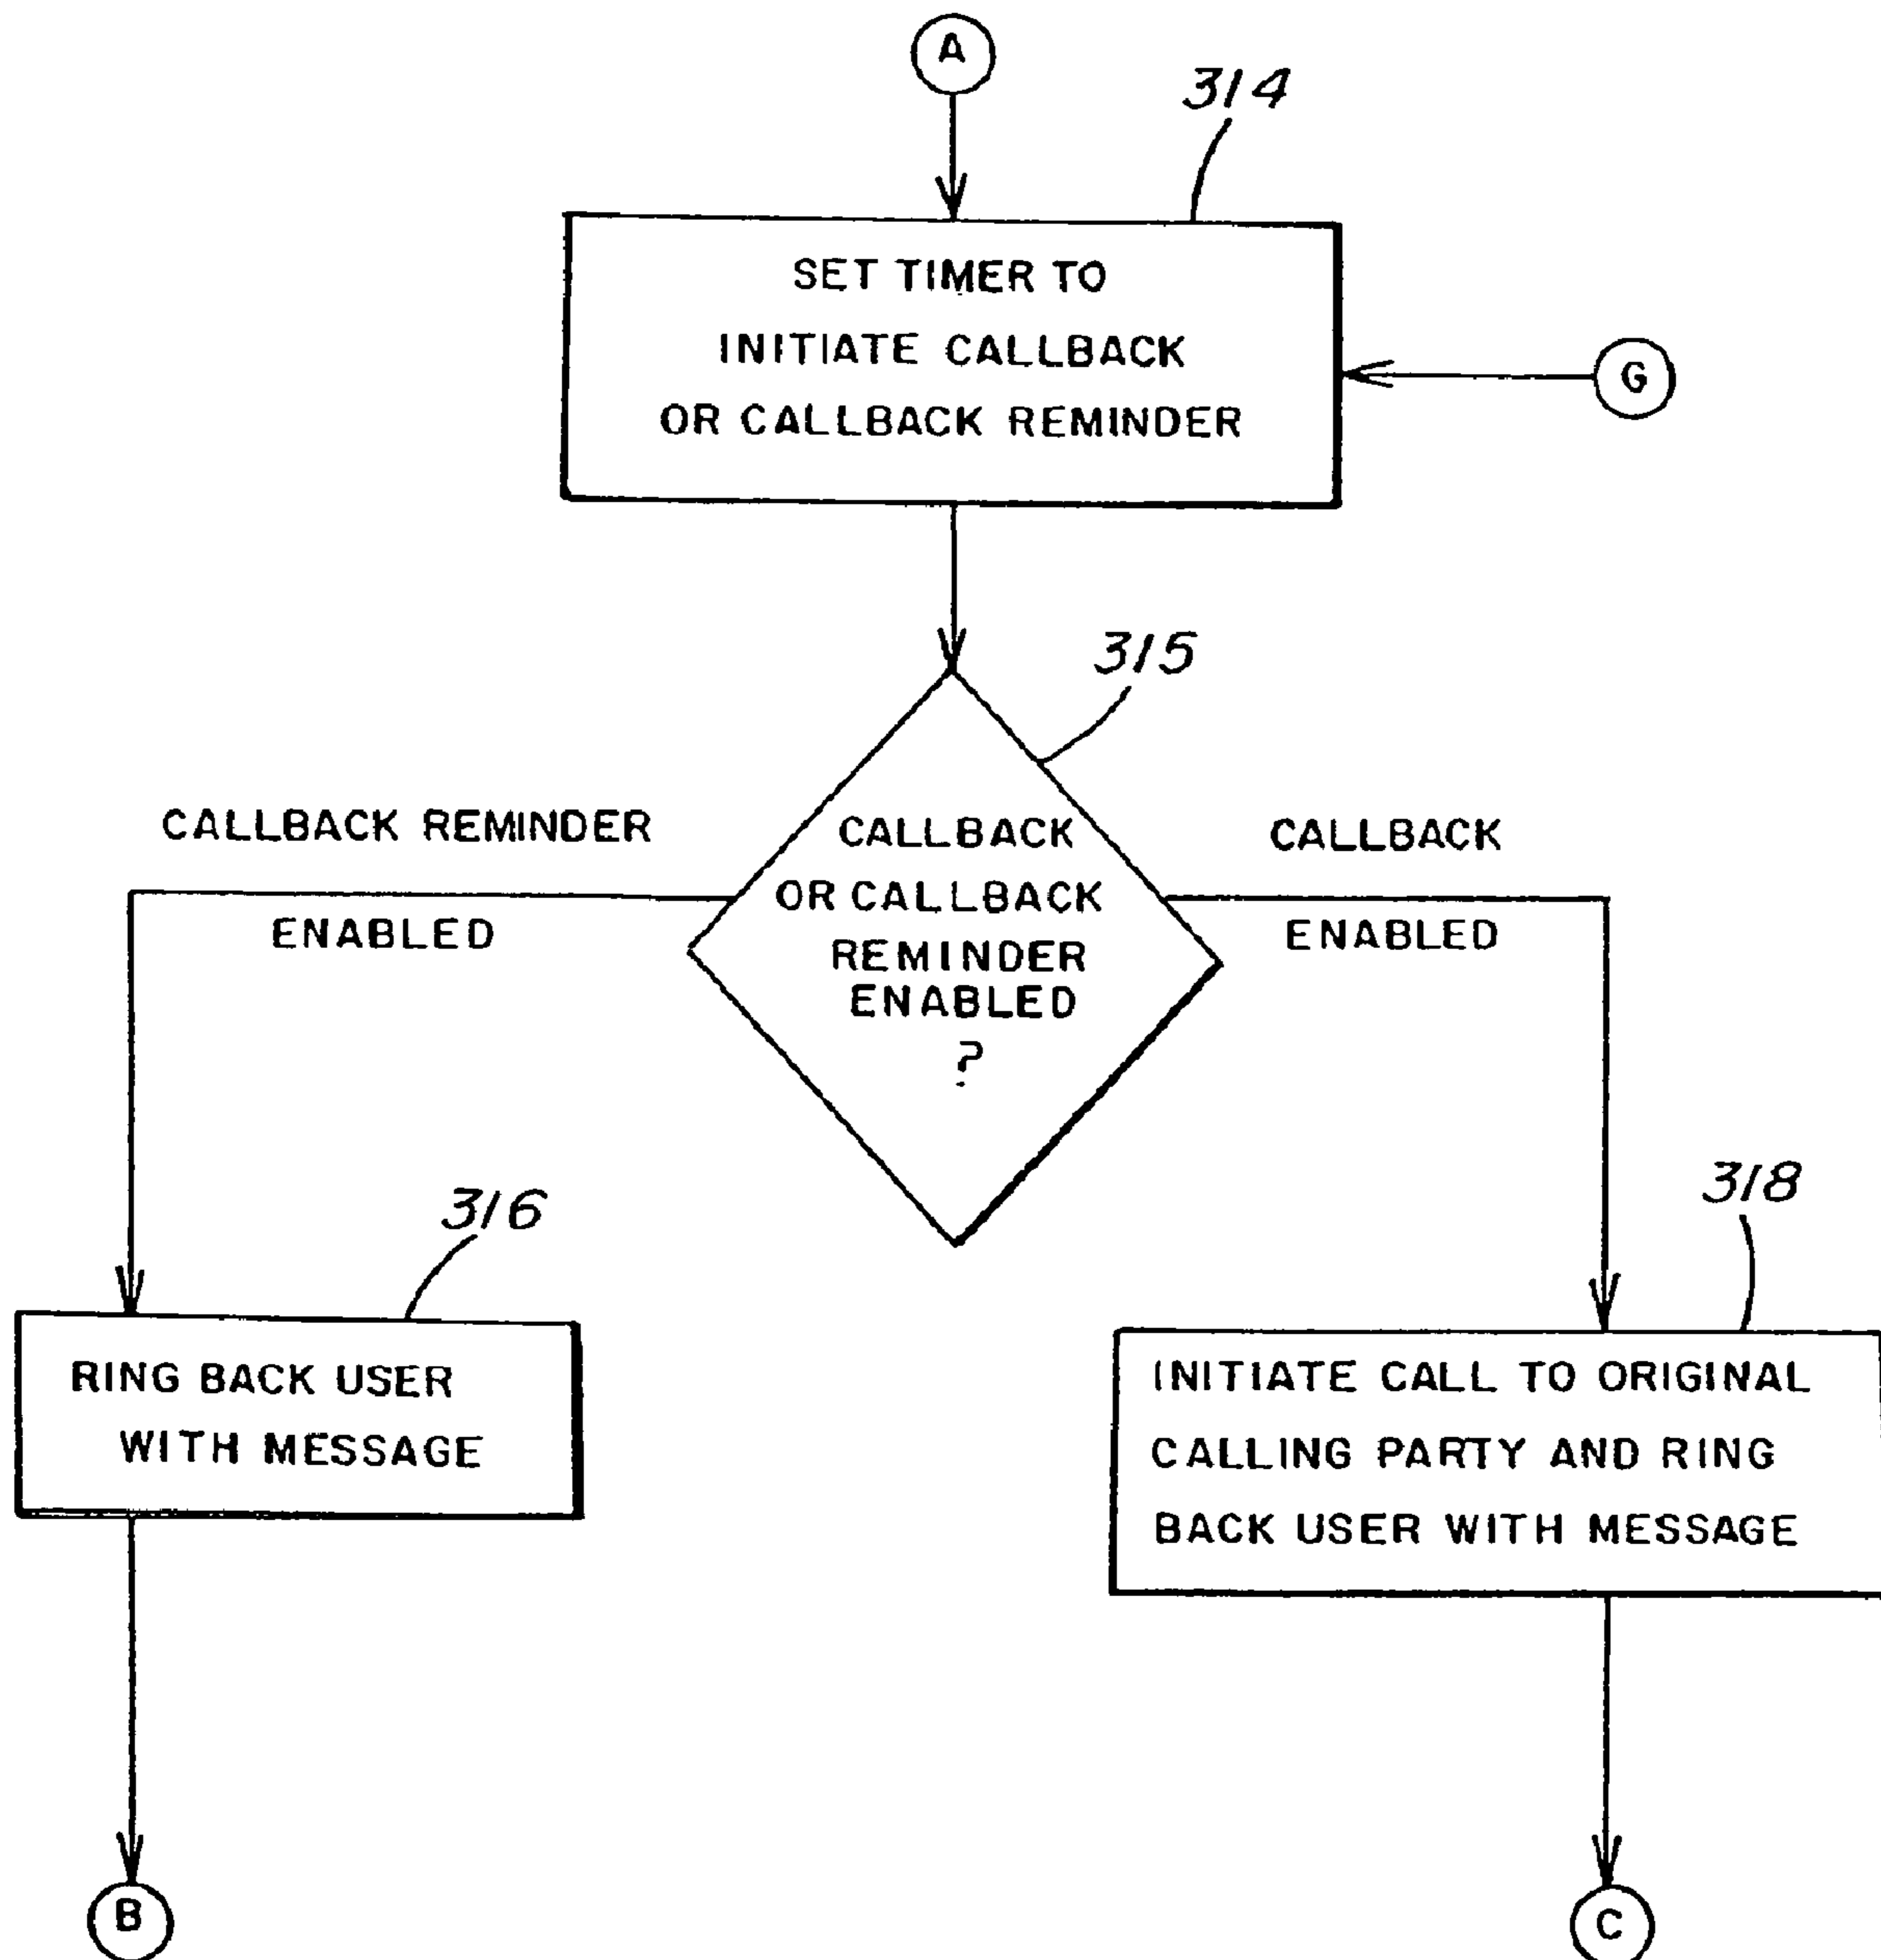 A
314
SET TIMER TO
INITIATE CALLBACK
OR CALLBACK REMINDER
G
315
CALLBACK REMINDER
ENABLED
CALLBACK
OR CALLBACK
REMINDER
ENABLED
?
CALLBACK
ENABLED
316
RING BACK USER
WITH MESSAGE
318
INITIATE CALL TO ORIGINAL
CALLING PARTY AND RING
BACK USER WITH MESSAGE
B
C